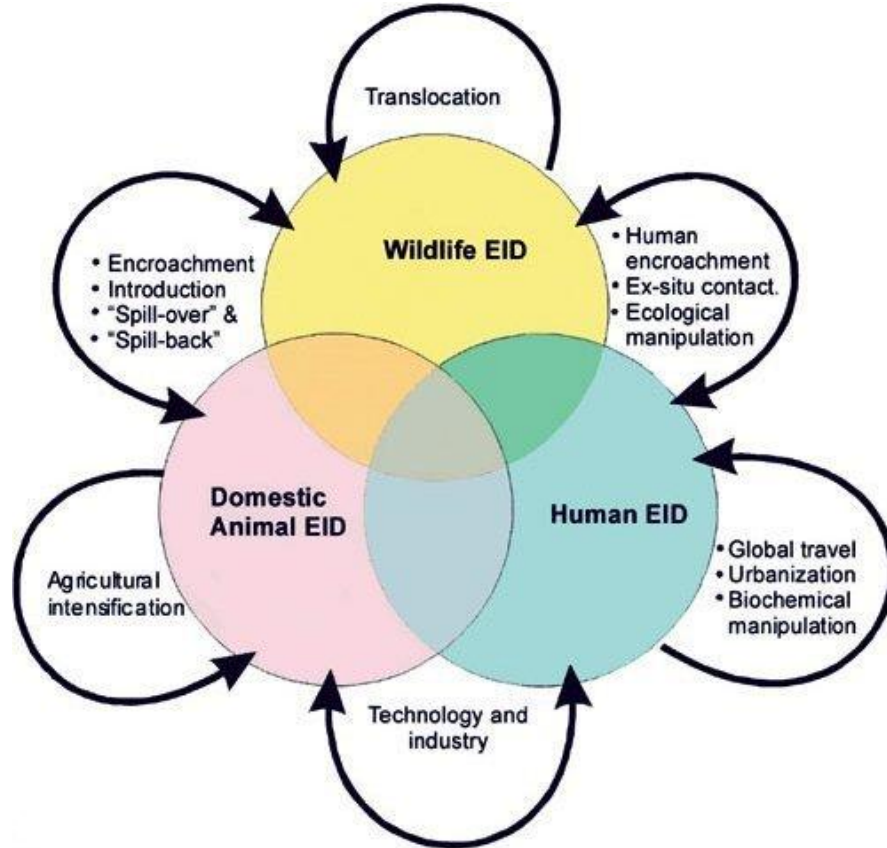 Translocation
Wildlife EID
• Encroachment
• Introduction
• “Spill-over” &
• “Spill-back”
• Human
encroachment
• Ex-situ contact.
• Ecological
manipulation
Domestic
Animal EID
Human EID
Agricultural
intensification
• Global travel
• Urbanization
• Biochemical
manipulation
Technology and
industry